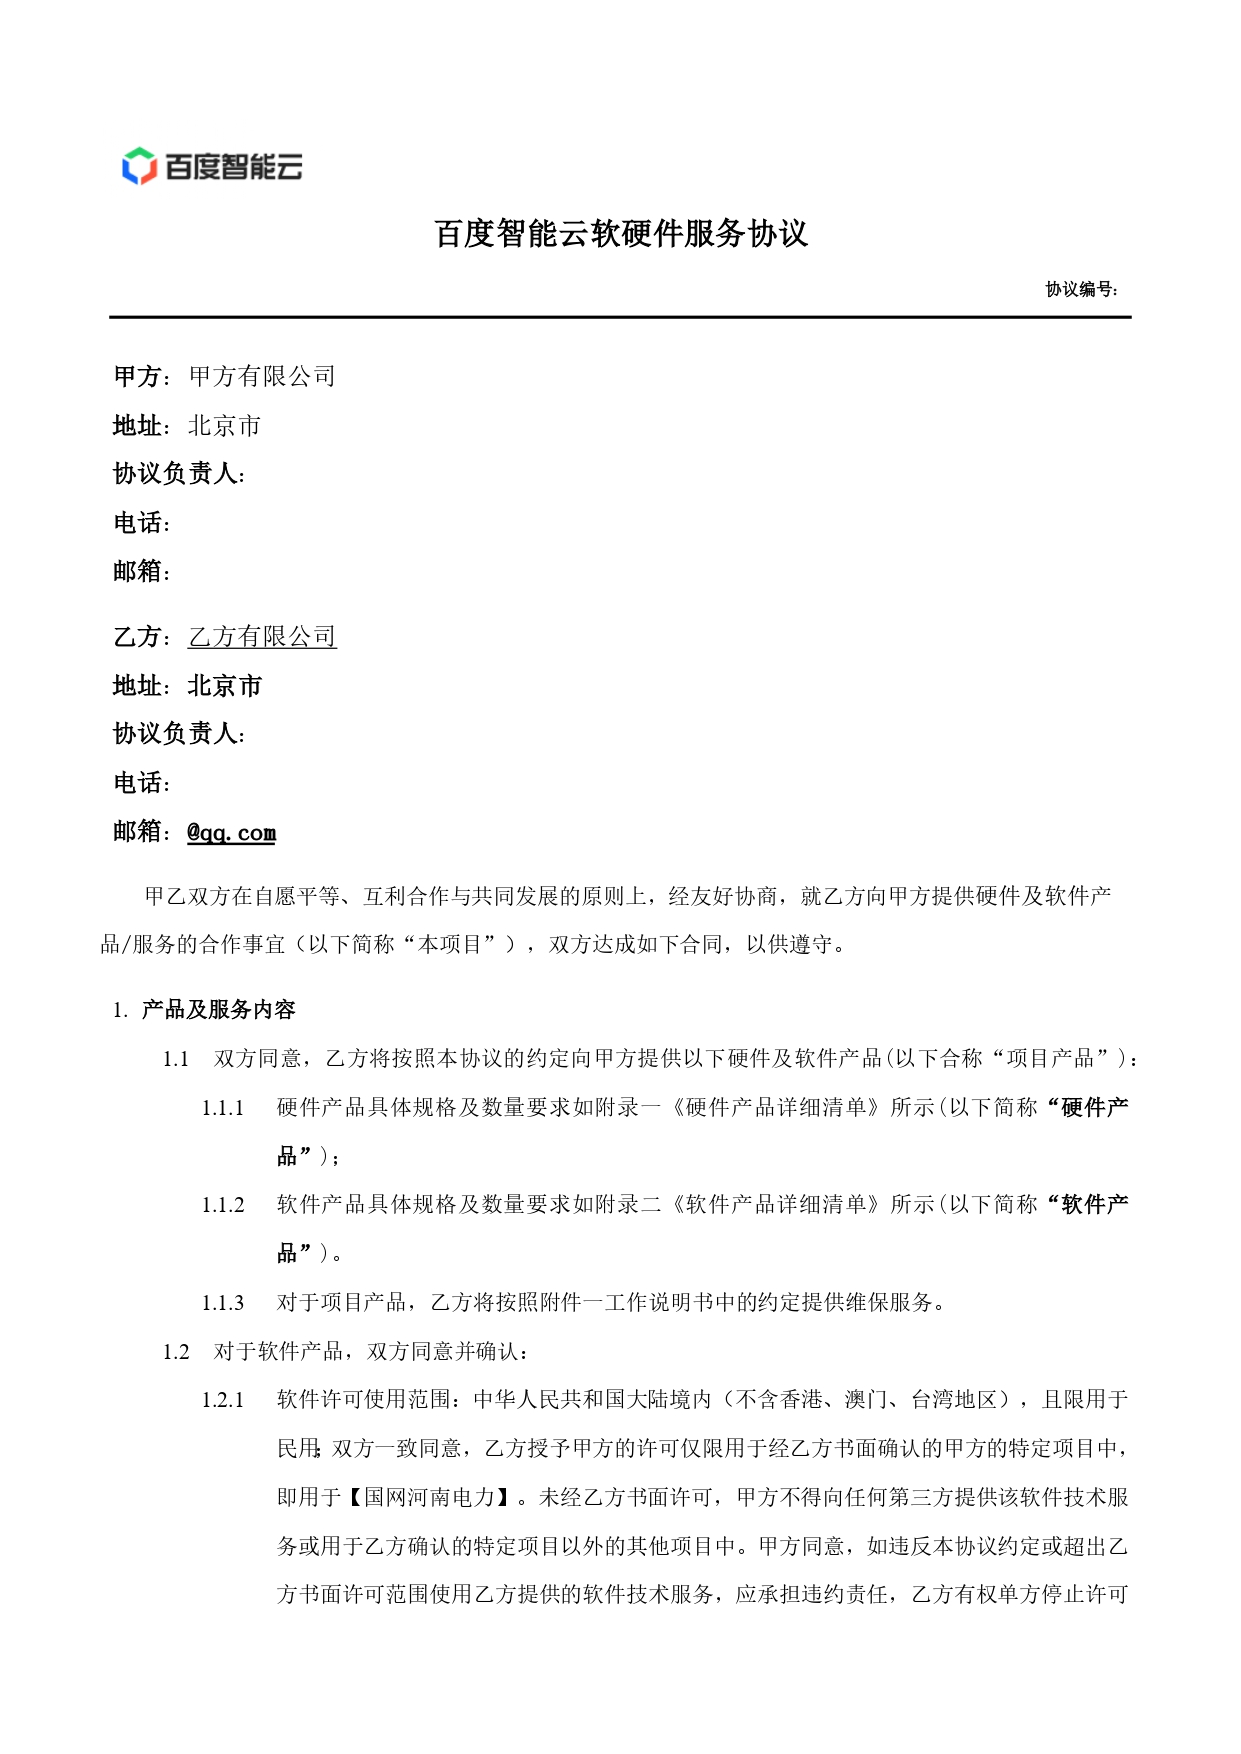 百度智能云
百度智能云软硬件服务协议
协议编号：
甲方：甲方有限公司
地址：北京市
协议负责人：
电话：
邮箱：
乙方：乙方有限公司
地址：北京市
协议负责人：
电话：
邮箱：@qq.com
甲乙双方在自愿平等、互利合作与共同发展的原则上，经友好协商，就乙方向甲方提供硬件及软件产
品/服务的合作事宜（以下简称“本项目”），双方达成如下合同，以供遵守。
1. 产品及服务内容
1.1 双方同意，乙方将按照本协议的约定向甲方提供以下硬件及软件产品(以下合称“项目产品”)：
1.1.1 硬件产品具体规格及数量要求如附录一《硬件产品详细清单》所示(以下简称“硬件产
品”)；
1.1.2 软件产品具体规格及数量要求如附录二《软件产品详细清单》所示(以下简称“软件产
品”)。
1.1.3 对于项目产品，乙方将按照附件一工作说明书中的约定提供维保服务。
1.2 对于软件产品，双方同意并确认：
1.2.1 软件许可使用范围：中华人民共和国大陆境内（不含香港、澳门、台湾地区），且限用于
民用；双方一致同意，乙方授予甲方的许可仅限用于经乙方书面确认的甲方的特定项目中，
即用于【国网河南电力】。未经乙方书面许可，甲方不得向任何第三方提供该软件技术服
务或用于乙方确认的特定项目以外的其他项目中。甲方同意，如违反本协议约定或超出乙
方书面许可范围使用乙方提供的软件技术服务，应承担违约责任，乙方有权单方停止许可